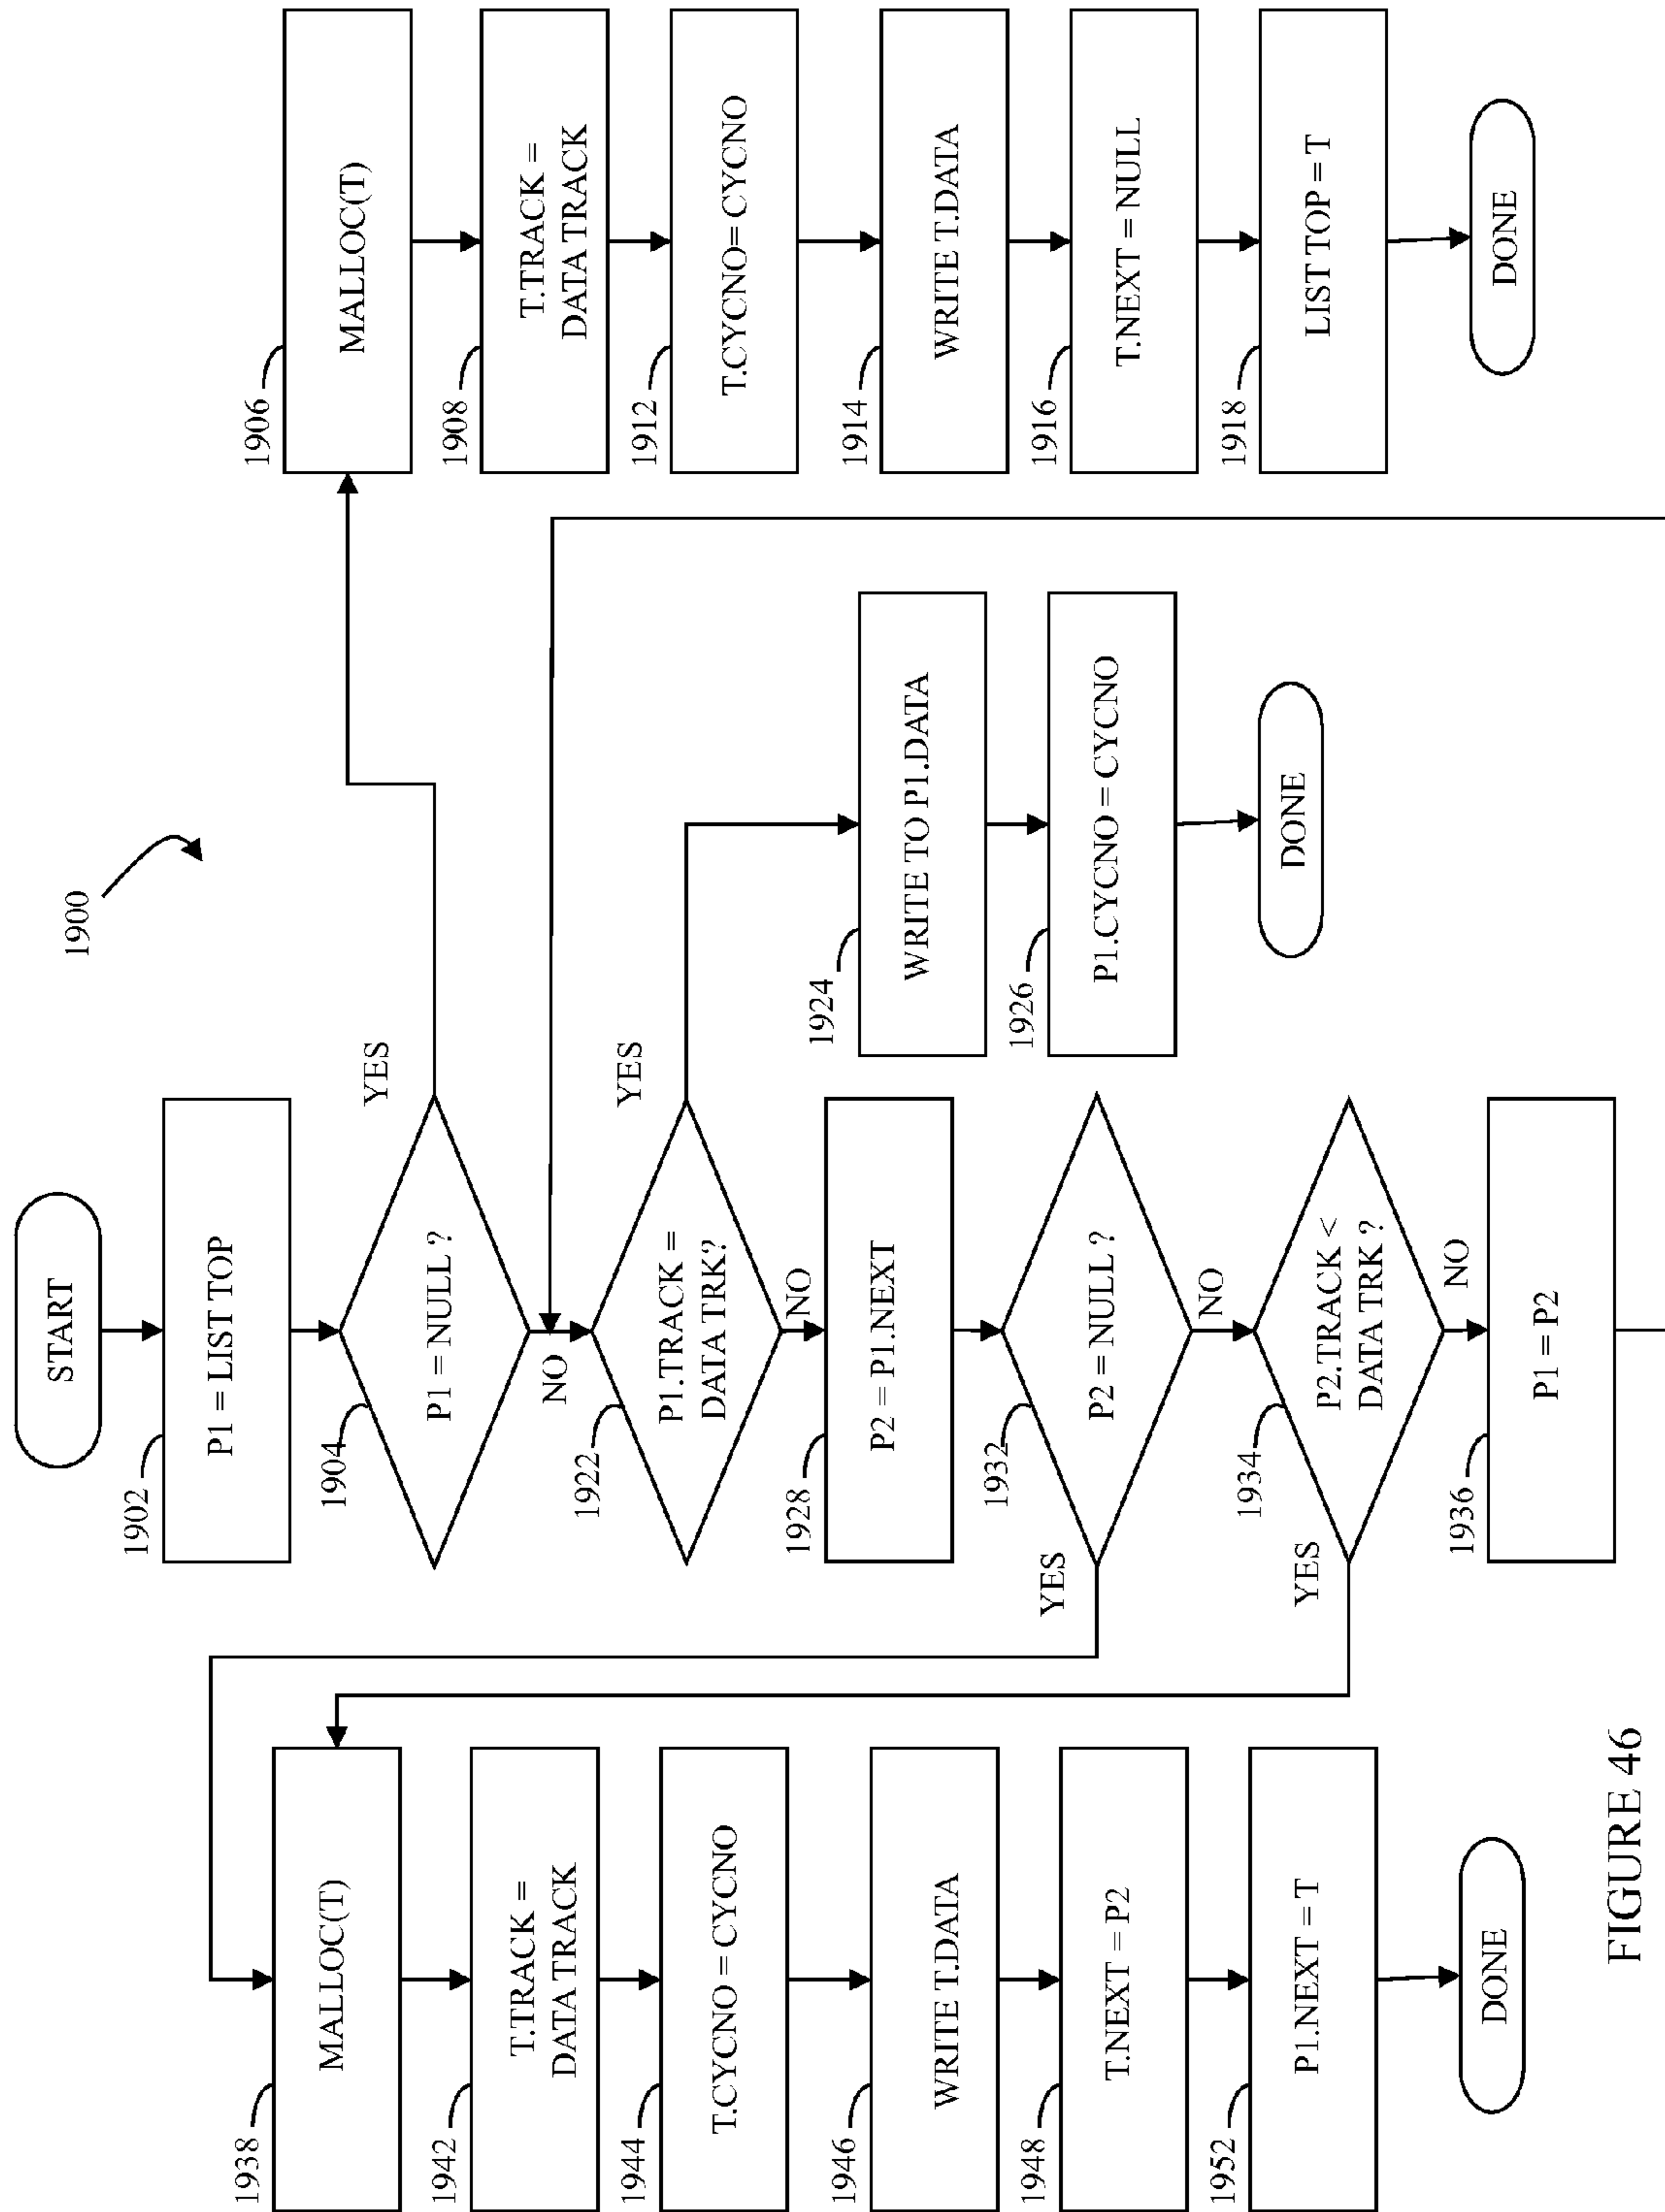 1900
START
1902
P1 = LIST TOP
1904
P1 = NULL ?
YES
NO
1906
MALLOC(T)
1908
T.TRACK =
DATA TRACK
1912
T.CYCNO= CYCNO
1914
WRITE T.DATA
1916
T.NEXT = NULL
1918
LIST TOP = T
DONE
1922
P1.TRACK =
DATA TRK?
YES
NO
1924
WRITE TO P1.DATA
1926
P1.CYCNO = CYCNO
DONE
1928
P2 = P1.NEXT
1932
P2 = NULL ?
YES
NO
1934
P2.TRACK <
DATA TRK ?
YES
NO
1936
P1 = P2
1938
MALLOC(T)
1942
T.TRACK =
DATA TRACK
1944
T.CYCNO = CYCNO
1946
WRITE T.DATA
1948
T.NEXT = P2
1952
P1.NEXT = T
DONE
FIGURE 46